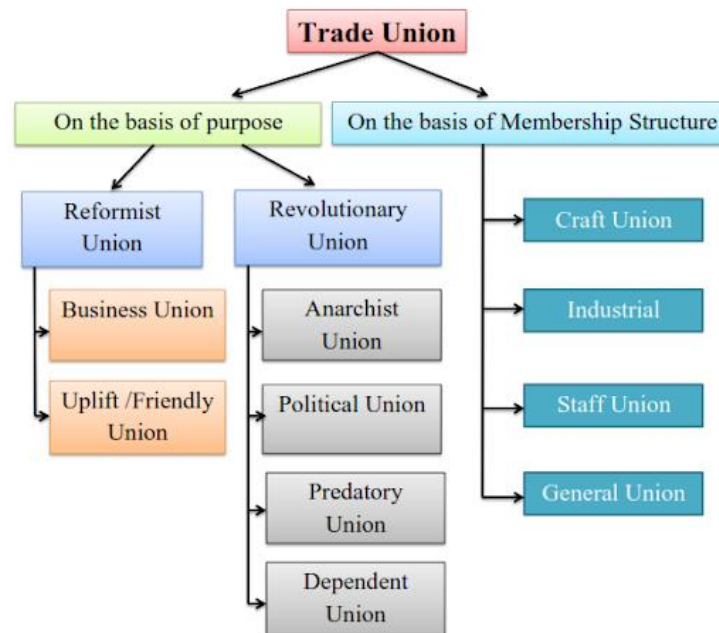 Trade Union
On the basis of purpose
On the basis of Membership Structure
Reformist
Union
Revolutionary
Union
Business Union
Uplift /Friendly
Union
Anarchist
Union
Political Union
Predatory
Union
Dependent
Union
Craft Union
Industrial
Staff Union
General Union